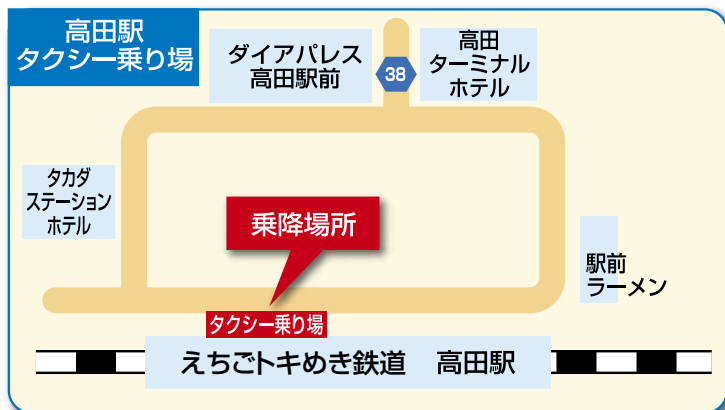 高田駅
タクシー乗り場
ダイアパレス
高田駅前
38
高田
ターミナル
ホテル
タカダ
ステーション
ホテル
乗降場所
駅前
ラーメン
タクシー乗り場
えちごトキめき鉄道 高田駅